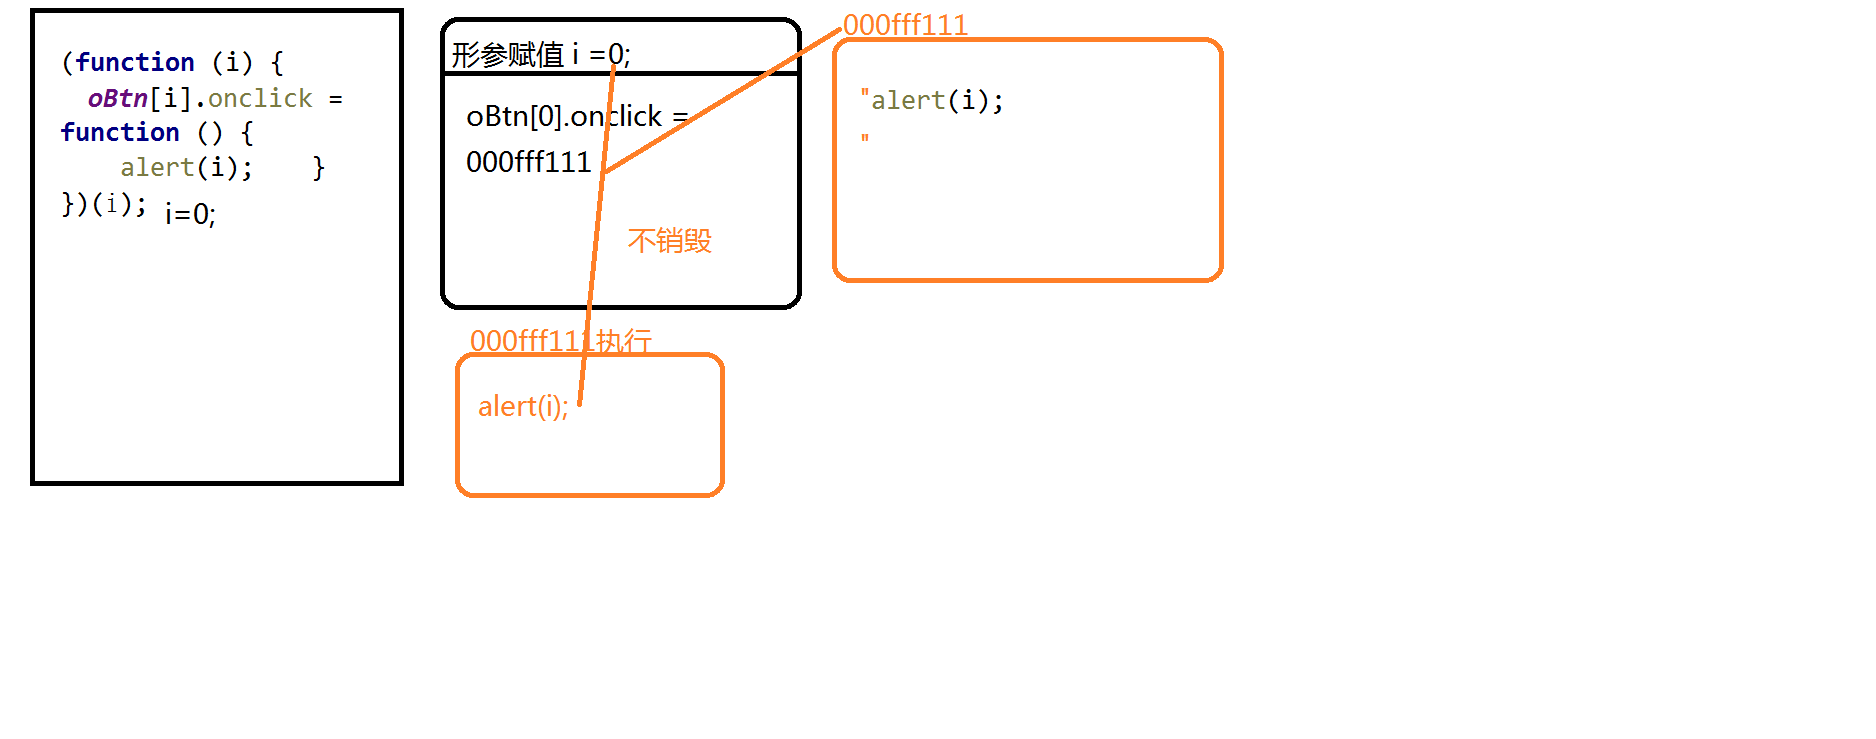 (function (i) {
oBtn[i].onclick =
function () {
alert(i);    }
})(i);
i=0;
形参赋值 i =0;
oBtn[0].onclick =
000fff111
不销毁
000fff111
"alert(i);
"
000fff111执行
alert(i);